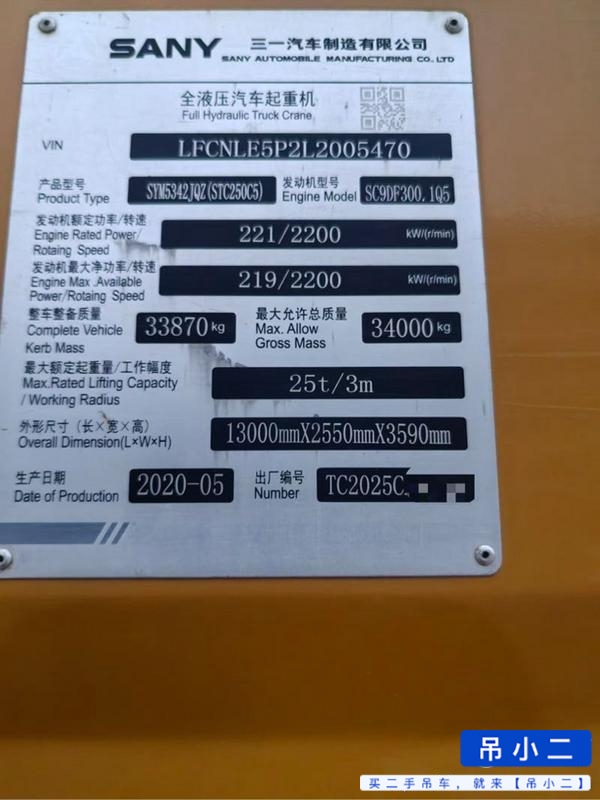 SANY 三一汽车制造有限公司
SANY AUTOMOBILE MANUFACTURING CO., LTD
全液压汽车起重机
Full Hydraulic Truck Crane
VIN LFCNLE5P2L2005470
产品型号 发动机型号
Product Type SYM5342JQZ(STC250C5) Engine Model SC9DF300.1Q5
发动机额定功率/转速
Engine Rated Power/ 221/2200 kW/(r/min)
Rotaing Speed
发动机最大净功率/转速
Engine Max .Available 219/2200 kW/(r/min)
Power/Rotaing Speed
整车整备质量 最大允许总质量
Complete Vehicle 33870 kg Max. Allow 34000 kg
Kerb Mass Gross Mass
最大额定起重量/工作幅度
Max.Rated Lifting Capacity 25t/3m
/ Working Radius
外形尺寸（长×宽×高）
Overall Dimension(L×W×H) 13000mmX2550mmX3590mm
生产日期 出厂编号
Date of Production 2020-05 Number TC2025C
吊小二
买二手吊车，就来【吊小二】